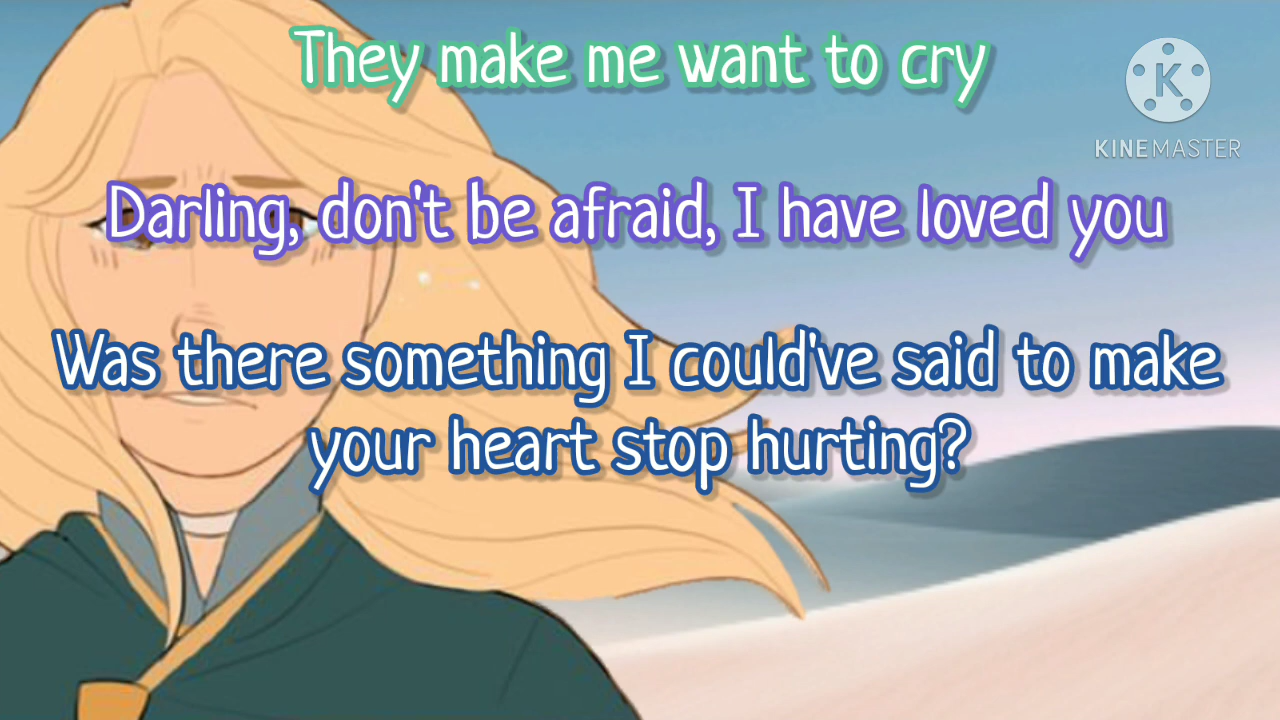 They make me want to cry
K
KINEMASTER
Darling, don't be afraid, I have loved you
Was there something I could've said to make
your heart stop hurting?